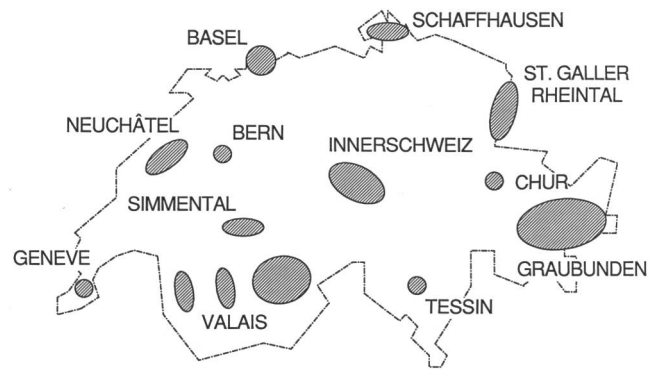 SCHAFFHAUSEN
BASEL
ST. GALLER
RHEINTAL
NEUCHÂTEL
BERN
INNERSCHWEIZ
CHUR
SIMMENTAL
GENEVE
GRAUBUNDEN
TESSIN
VALAIS